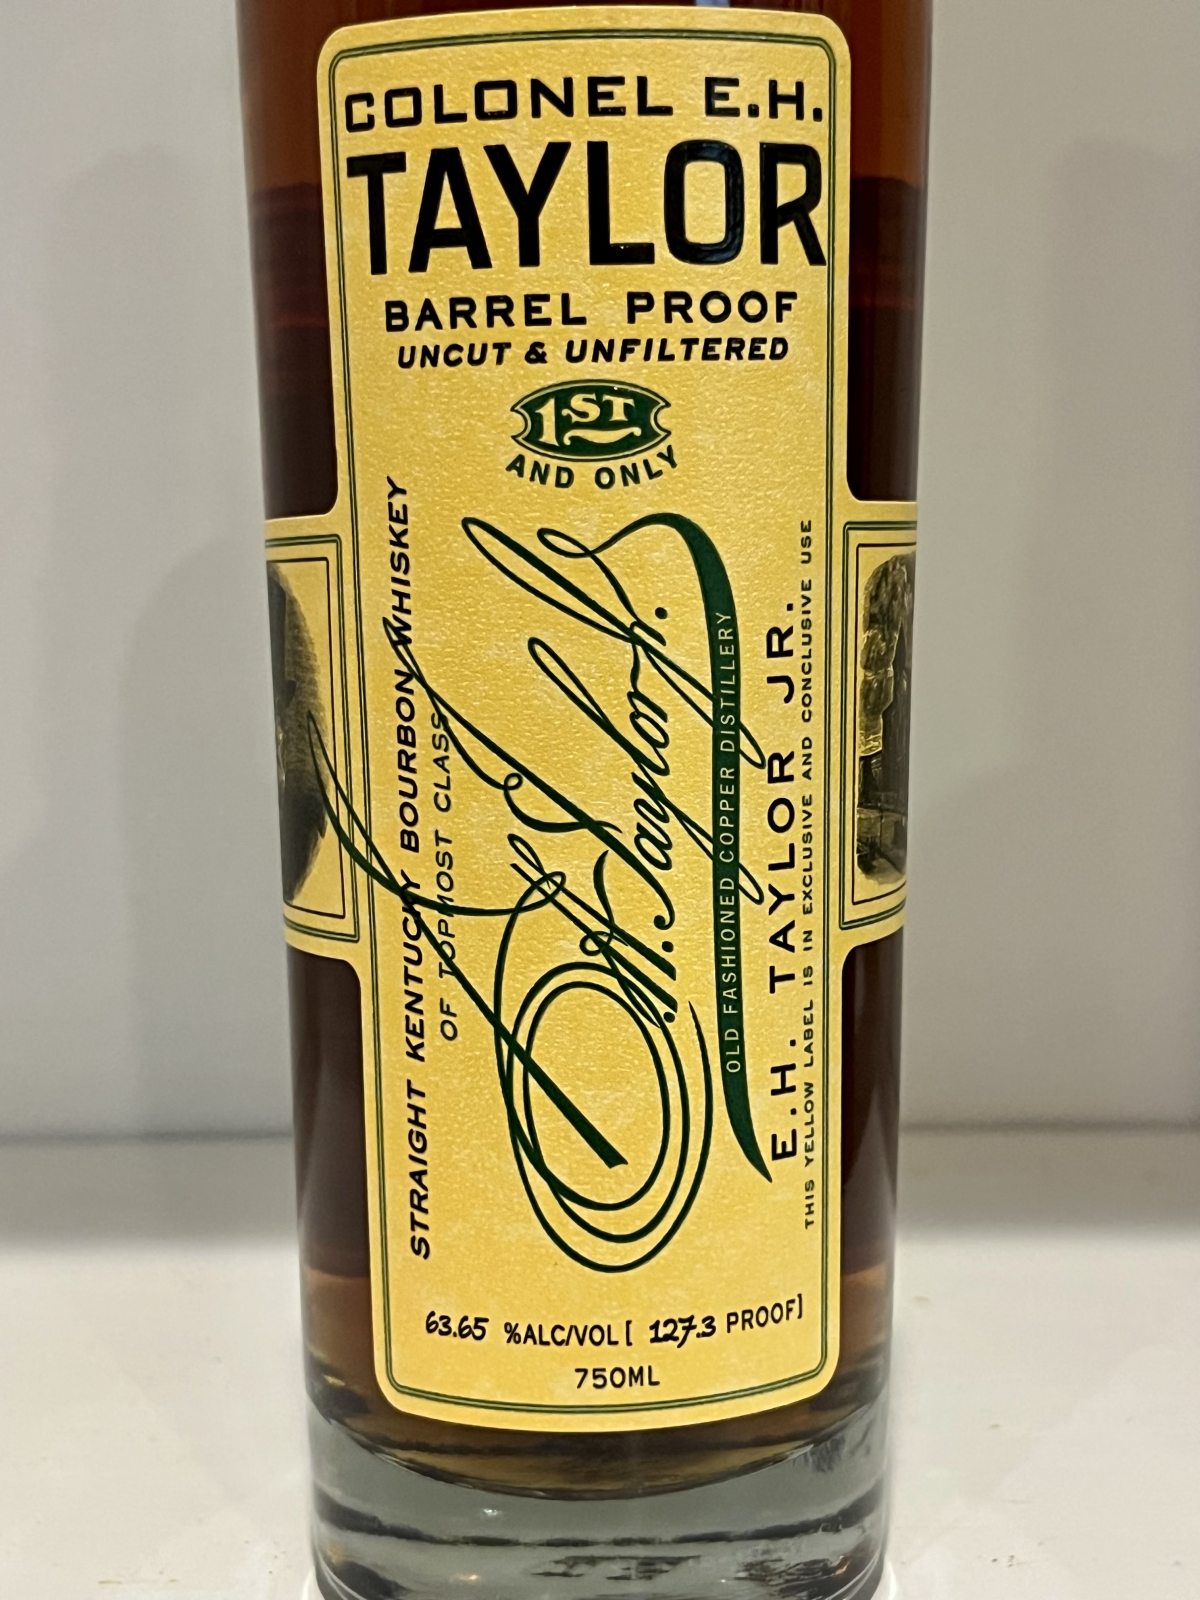 COLONEL E.H.
TAYLOR
BARREL PROOF
UNCUT & UNFILTERED
1ST
AND ONLY
STRAIGHT KENTUCKY BOURBON WHISKEY
OF TOPMOST CLASS
E. H. Taylor Jr.
OLD FASHIONED COPPER DISTILLERY
E.H. TAYLOR JR.
THIS YELLOW LABEL IS IN EXCLUSIVE AND CONCLUSIVE USE
63.65 %ALC/VOL [ 127.3 PROOF]
750ML